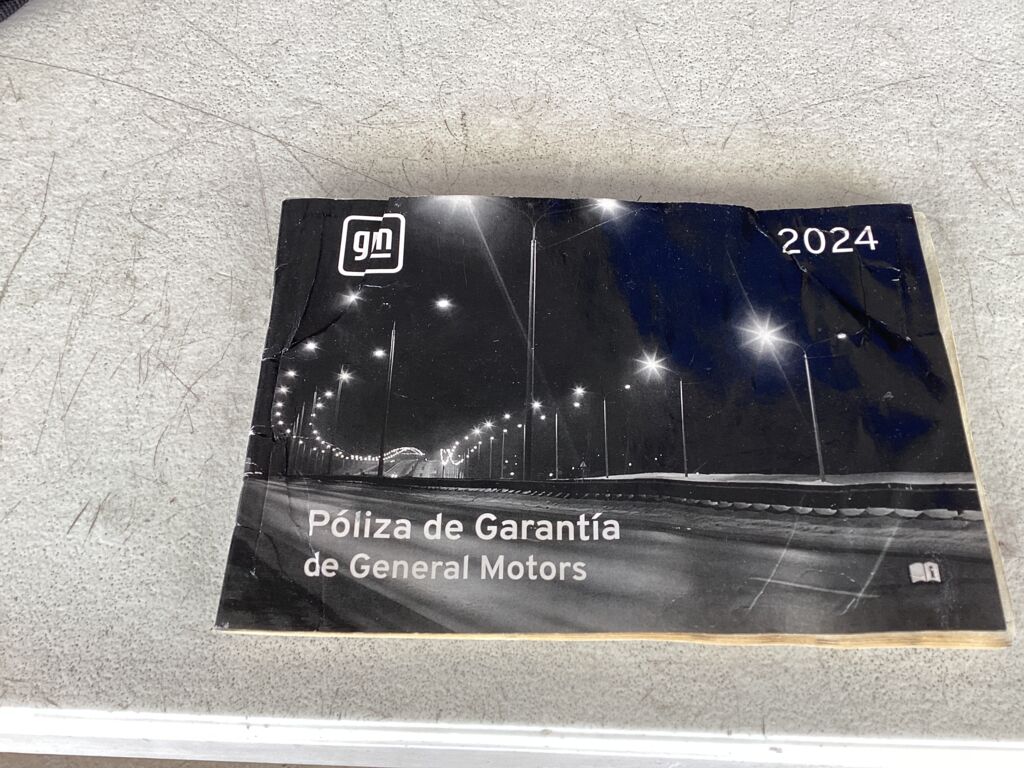 gm
2024
Póliza de Garantía
de General Motors